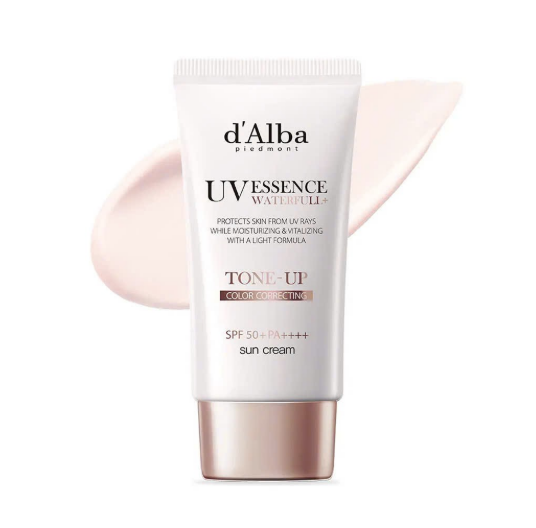 d'Alba
piedmont
UV ESSENCE
WATERFULL+
PROTECTS SKIN FROM UV RAYS
WHILE MOISTURIZING & VITALIZING
WITH A LIGHT FORMULA
TONE-UP
COLOR CORRECTING
SPF 50+ PA++++
sun cream